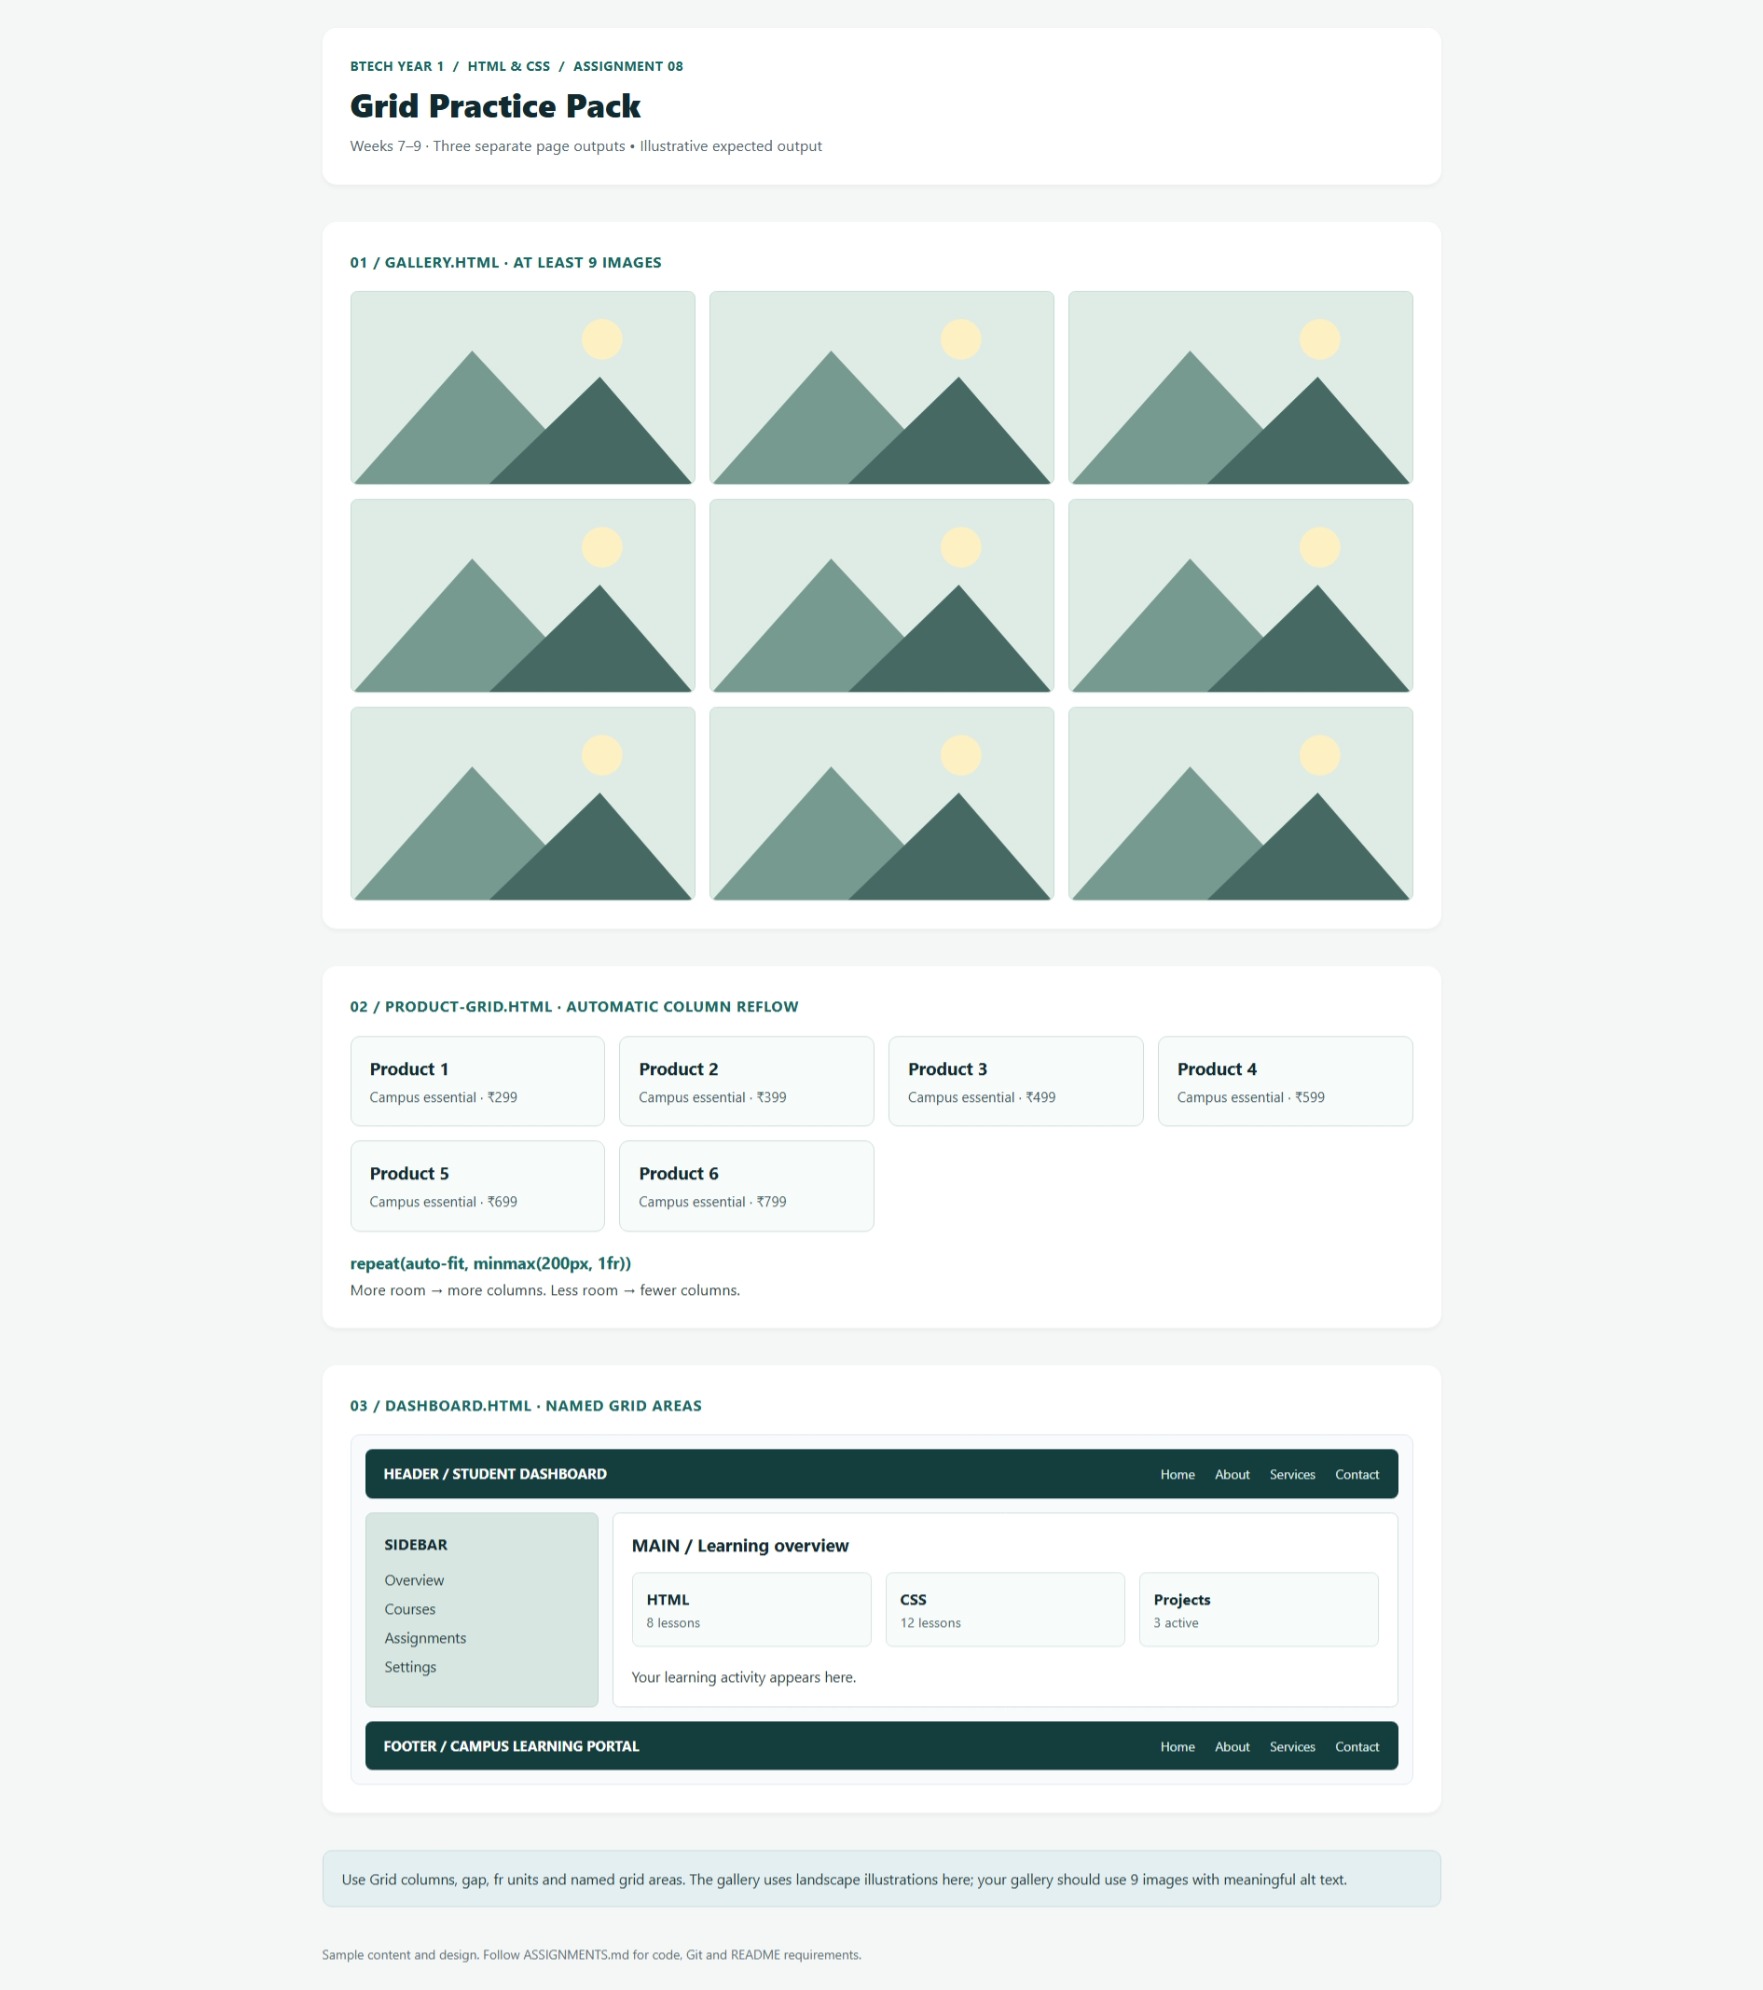 BTECH YEAR 1 / HTML & CSS / ASSIGNMENT 08
Grid Practice Pack
Weeks 7–9 · Three separate page outputs • Illustrative expected output
01 / GALLERY.HTML · AT LEAST 9 IMAGES
02 / PRODUCT-GRID.HTML · AUTOMATIC COLUMN REFLOW
Product 1
Campus essential · ₹299
Product 2
Campus essential · ₹399
Product 3
Campus essential · ₹499
Product 4
Campus essential · ₹599
Product 5
Campus essential · ₹699
Product 6
Campus essential · ₹799
repeat(auto-fit, minmax(200px, 1fr))
More room → more columns. Less room → fewer columns.
03 / DASHBOARD.HTML · NAMED GRID AREAS
HEADER / STUDENT DASHBOARD
Home About Services Contact
SIDEBAR
Overview
Courses
Assignments
Settings
MAIN / Learning overview
HTML
8 lessons
CSS
12 lessons
Projects
3 active
Your learning activity appears here.
FOOTER / CAMPUS LEARNING PORTAL
Home About Services Contact
Use Grid columns, gap, fr units and named grid areas. The gallery uses landscape illustrations here; your gallery should use 9 images with meaningful alt text.
Sample content and design. Follow ASSIGNMENTS.md for code, Git and README requirements.